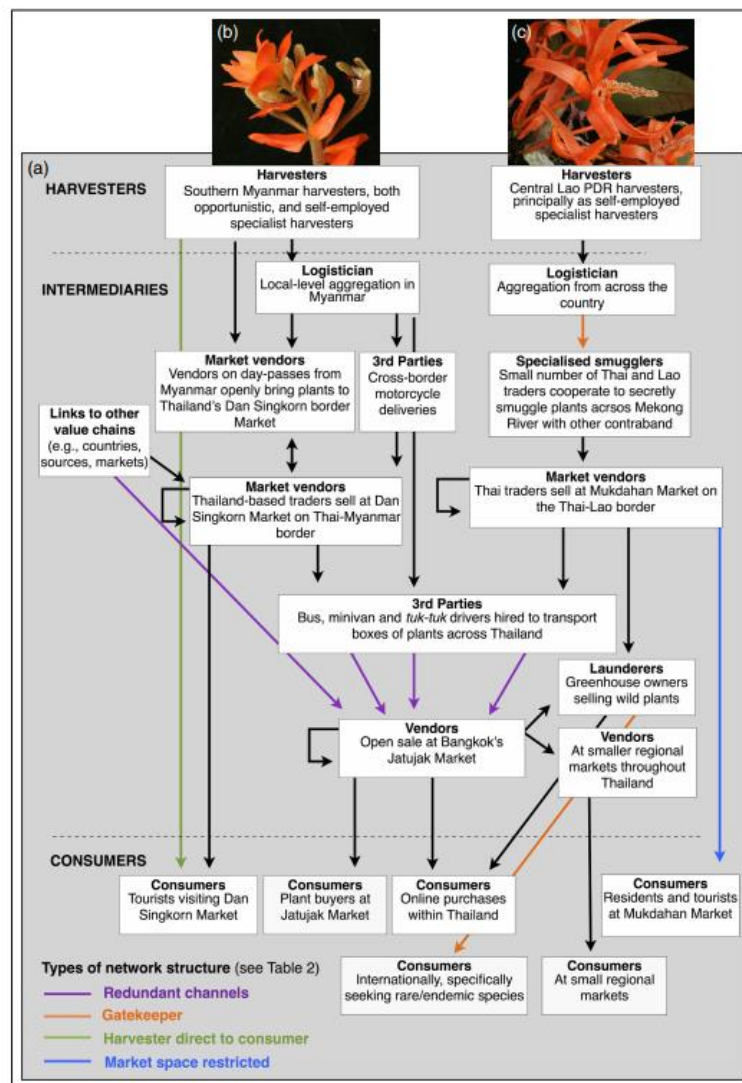 (b)
(c)
(a)
HARVESTERS
Harvesters
Southern Myanmar harvesters, both
opportunistic, and self-employed
specialist harvesters
Harvesters
Central Lao PDR harvesters,
principally as self-employed
specialist harvesters
INTERMEDIARIES
Logistician
Local-level aggregation in
Myanmar
Logistician
Aggregation from across the
country
Market vendors
Vendors on day-passes from
Myanmar openly bring plants to
Thailand's Dan Singkorn border
Market
3rd Parties
Cross-border
motorcycle
deliveries
Specialised smugglers
Small number of Thai and Lao
traders cooperate to secretly
smuggle plants acrsos Mekong
River with other contraband
Links to other
value chains
(e.g., countries,
sources, markets)
Market vendors
Thailand-based traders sell at Dan
Singkorn Market on Thai-Myanmar
border
Market vendors
Thai traders sell at Mukdahan Market on
the Thai-Lao border
3rd Parties
Bus, minivan and tuk-tuk drivers hired to transport
boxes of plants across Thailand
Launderers
Greenhouse owners
selling wild plants
Vendors
Open sale at Bangkok's
Jatujak Market
Vendors
At smaller regional
markets throughout
Thailand
CONSUMERS
Consumers
Tourists visiting Dan
Singkorn Market
Consumers
Plant buyers at
Jatujak Market
Consumers
Online purchases
within Thailand
Consumers
Residents and tourists
at Mukdahan Market
Consumers
Internationally, specifically
seeking rare/endemic species
Consumers
At small regional
markets
Types of network structure (see Table 2)
Redundant channels
Gatekeeper
Harvester direct to consumer
Market space restricted